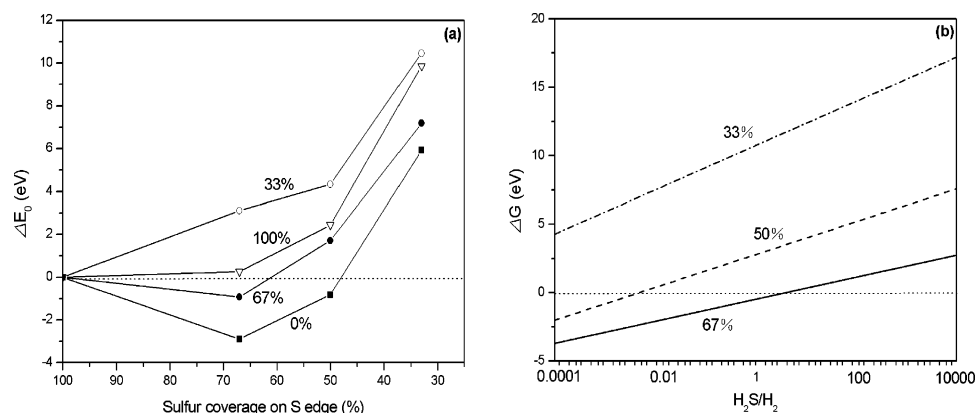 (a)
12
10
8
6
4
2
0
-2
-4
ΔE₀ (eV)
33%
100%
67%
0%
100 90 80 70 60 50 40 30
Sulfur coverage on S edge (%)
(b)
20
15
10
5
0
-5
ΔG (eV)
33%
50%
67%
0.0001 0.01 1 100 10000
H₂S/H₂